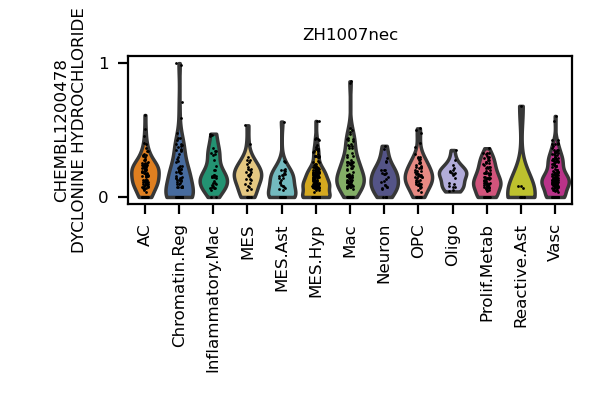 ZH1007nec
CHEMBL1200478
DYCLONINE HYDROCHLORIDE
1
0
AC
Chromatin.Reg
Inflammatory.Mac
MES
MES.Ast
MES.Hyp
Mac
Neuron
OPC
Oligo
Prolif.Metab
Reactive.Ast
Vasc